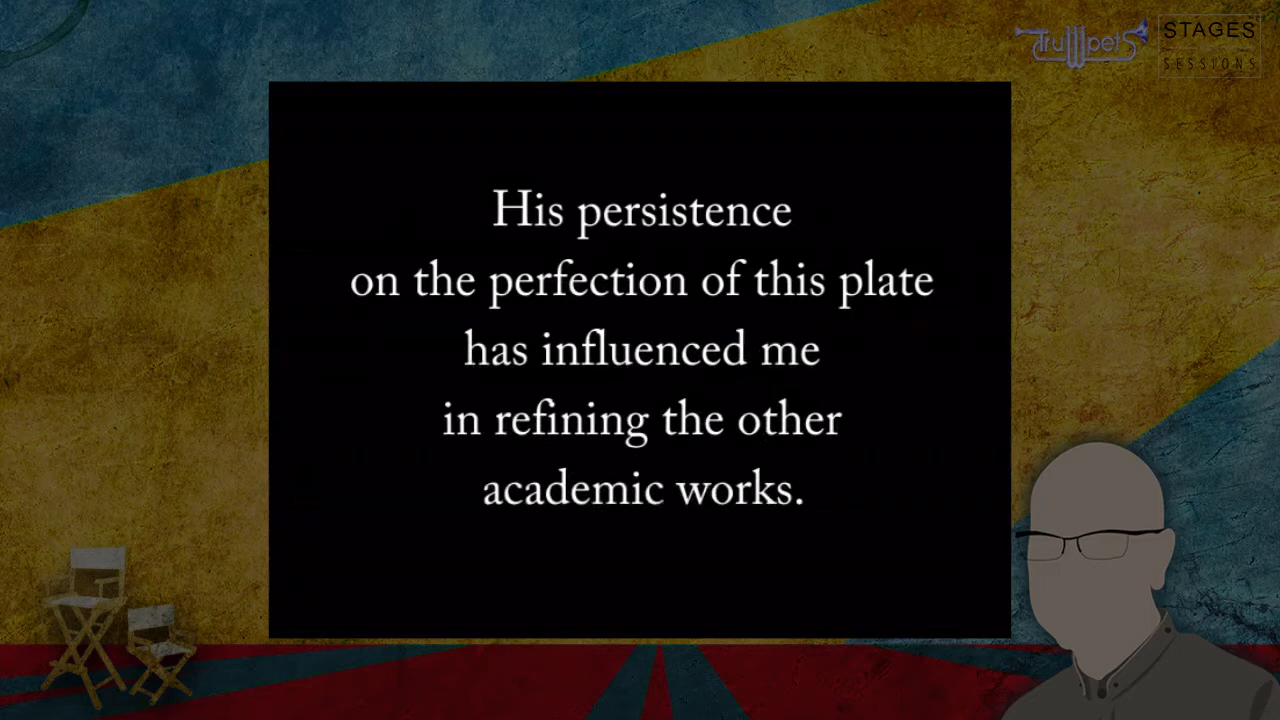 Trumpets
STAGES
SESSIONS
His persistence
on the perfection of this plate
has influenced me
in refining the other
academic works.